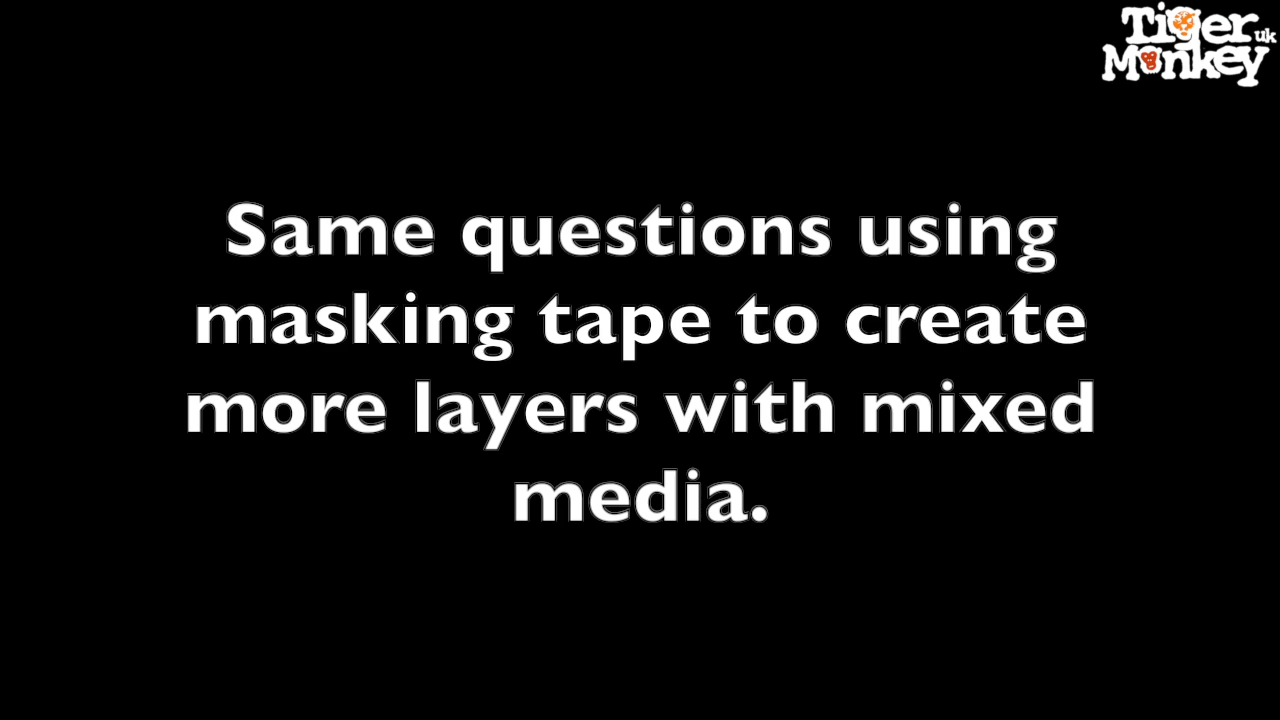 Tiger uk
Monkey
Same questions using
masking tape to create
more layers with mixed
media.